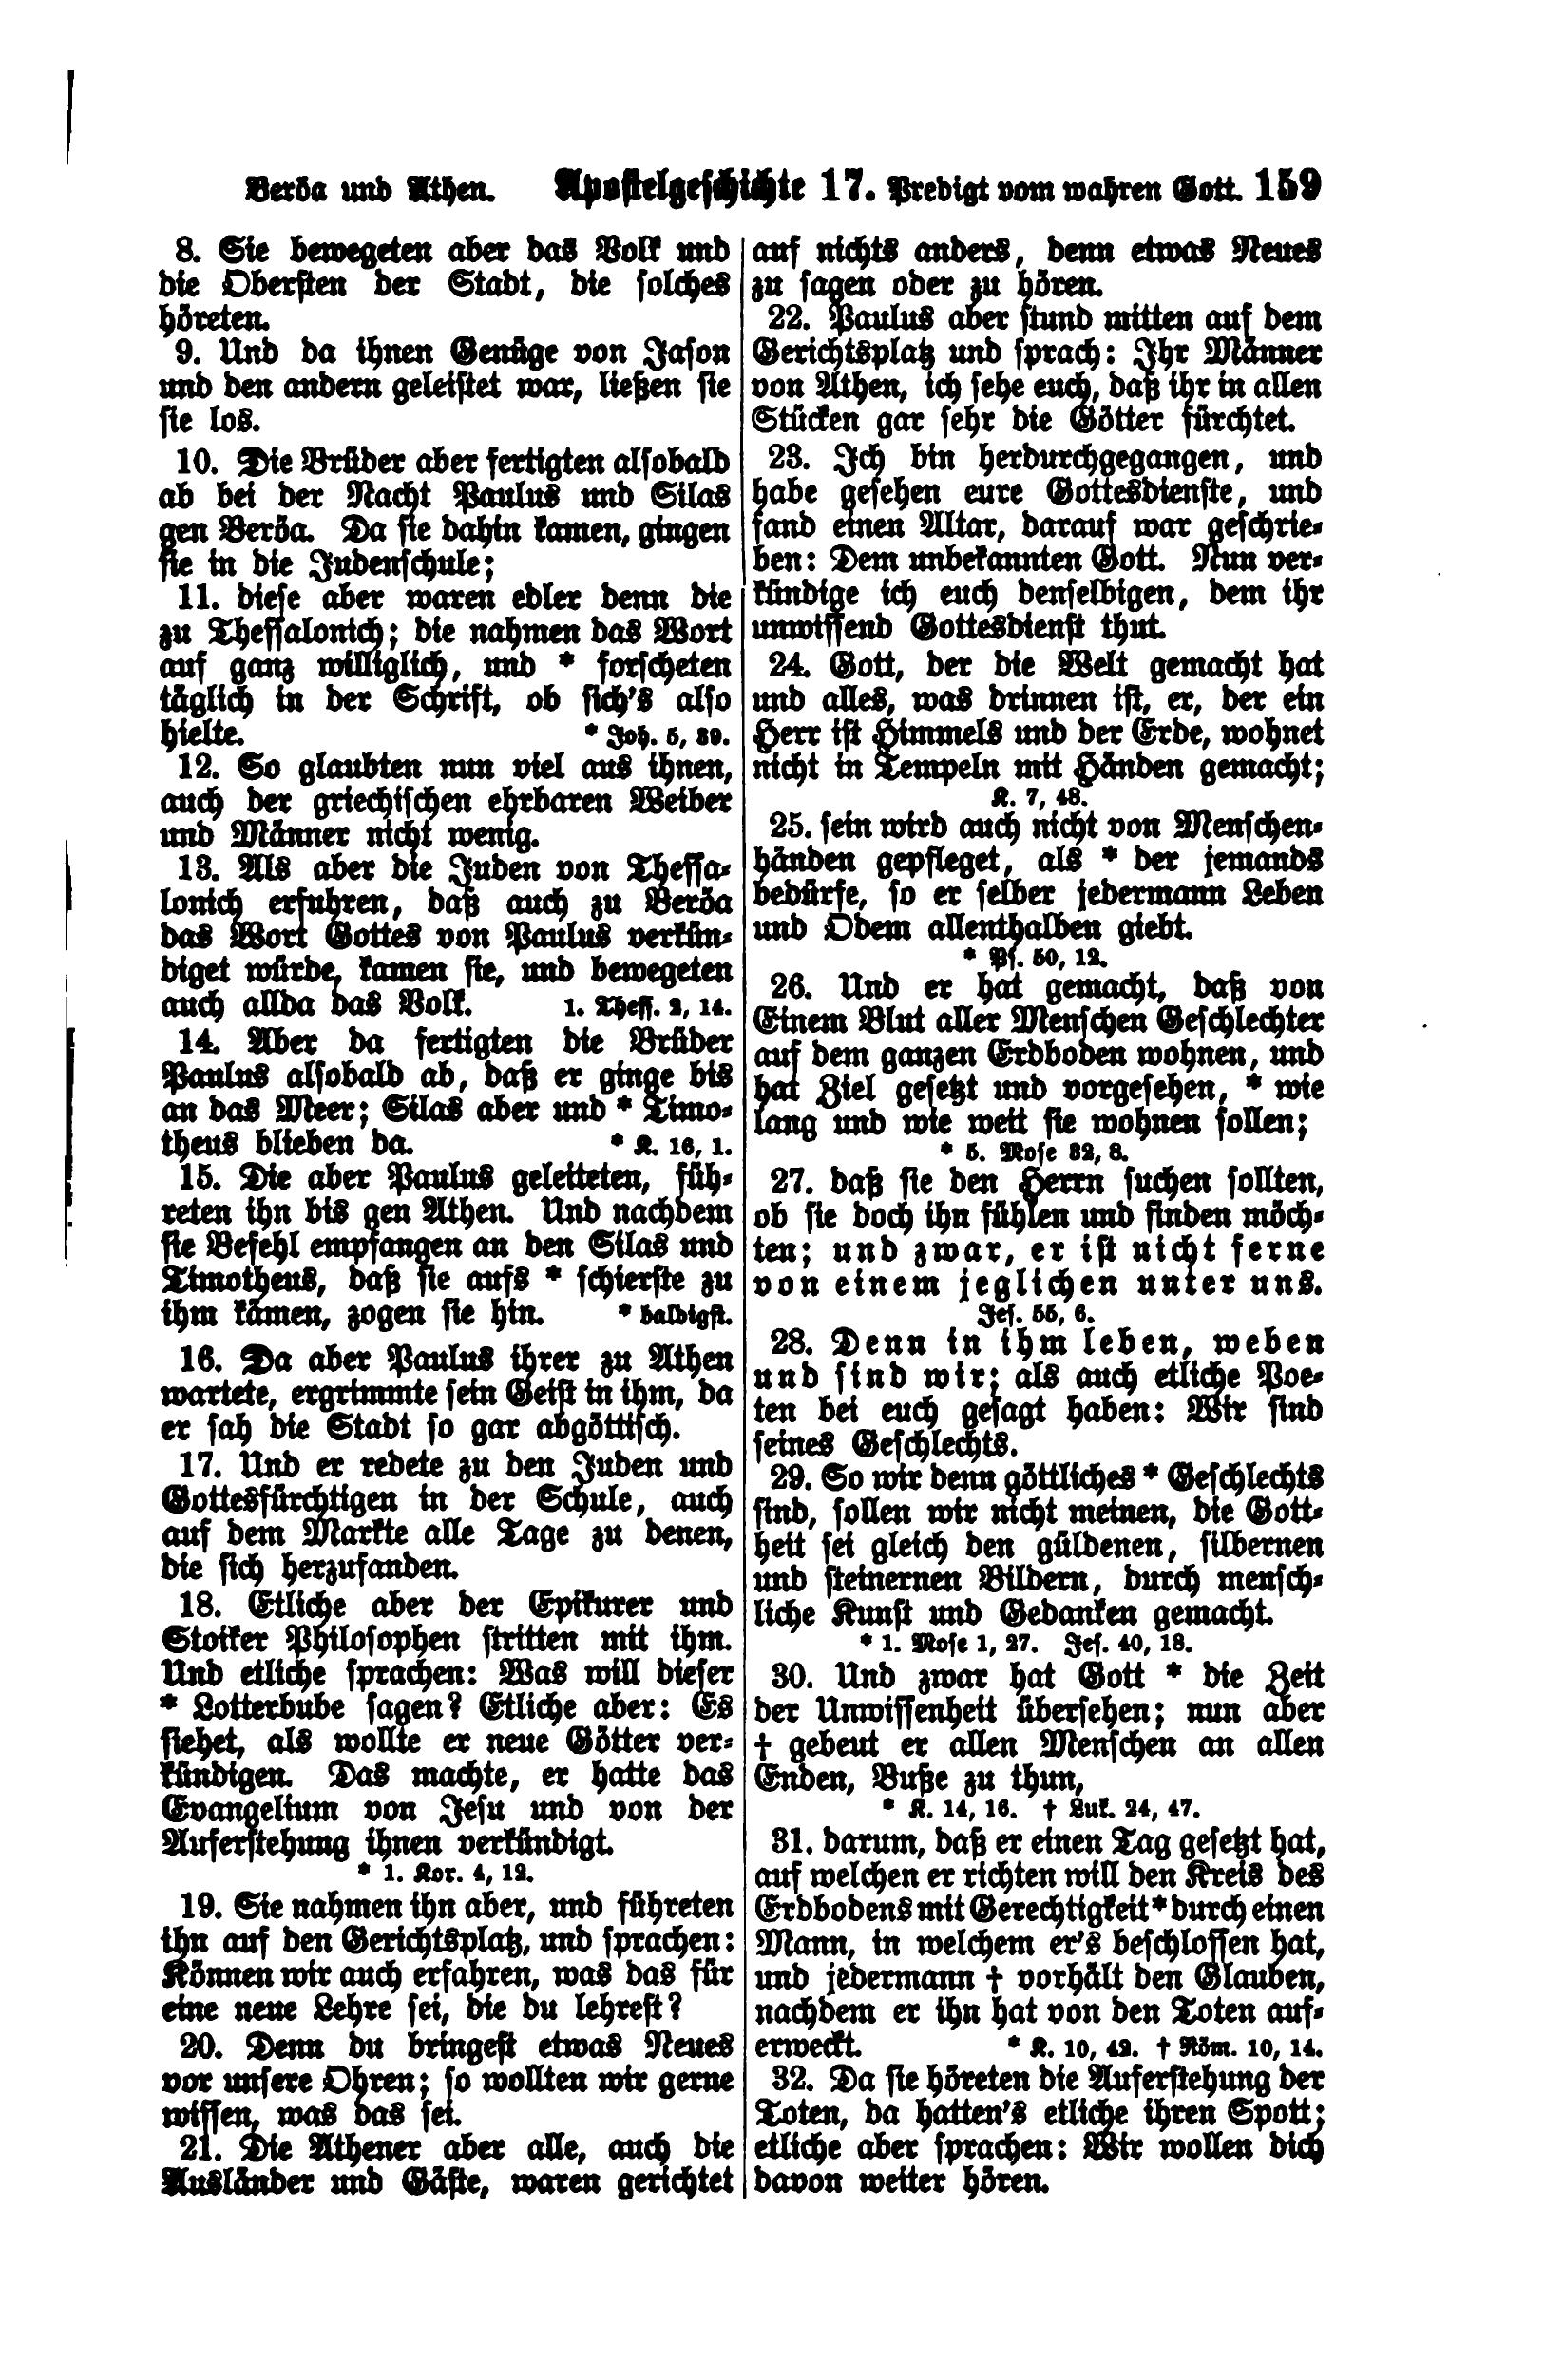 Beröa und Athen. Apostelgeschichte 17. Predigt vom wahren Gott. 159
8. Sie bewegeten aber das Volk und
die Obersten der Stadt, die solches
höreten.
9. Und da ihnen Genüge von Jason
und den andern geleistet war, ließen sie
sie los.
10. Die Brüder aber fertigten alsobald
ab bei der Nacht Paulus und Silas
gen Beröa. Da sie dahin kamen, gingen
sie in die Judenschule;
11. diese aber waren edler denn die
zu Thessalonich; die nahmen das Wort
auf ganz williglich, und * forscheten
täglich in der Schrift, ob sich's also
hielte. * Joh. 5, 39.
12. So glaubten nun viel aus ihnen,
auch der griechischen ehrbaren Weiber
und Männer nicht wenig.
13. Als aber die Juden von Thessa-
lonich erfuhren, daß auch zu Beröa
das Wort Gottes von Paulus verkün-
diget würde, kamen sie, und bewegeten
auch allda das Volk. 1. Thess. 2, 14.
14. Aber da fertigten die Brüder
Paulus alsobald ab, daß er ginge bis
an das Meer; Silas aber und * Timo-
theus blieben da. * K. 16, 1.
15. Die aber Paulus geleiteten, füh-
reten ihn bis gen Athen. Und nachdem
sie Befehl empfangen an den Silas und
Timotheus, daß sie aufs * schierste zu
ihm kämen, zogen sie hin. * baldigst.
16. Da aber Paulus ihrer zu Athen
wartete, ergrimmte sein Geist in ihm, da
er sah die Stadt so gar abgöttisch.
17. Und er redete zu den Juden und
Gottesfürchtigen in der Schule, auch
auf dem Markte alle Tage zu denen,
die sich herzufanden.
18. Etliche aber der Epikurer und
Stoiker Philosophen stritten mit ihm.
Und etliche sprachen: Was will dieser
* Lotterbube sagen? Etliche aber: Es
siehet, als wollte er neue Götter ver-
kündigen. Das machte, er hatte das
Evangelium von Jesu und von der
Auferstehung ihnen verkündigt.
* 1. Kor. 4, 12.
19. Sie nahmen ihn aber, und führeten
ihn auf den Gerichtsplatz, und sprachen:
Können wir auch erfahren, was das für
eine neue Lehre sei, die du lehrest?
20. Denn du bringest etwas Neues
vor unsere Ohren; so wollten wir gerne
wissen, was das sei.
21. Die Athener aber alle, auch die
Ausländer und Gäste, waren gerichtet
auf nichts anders, denn etwas Neues
zu sagen oder zu hören.
22. Paulus aber stund mitten auf dem
Gerichtsplatz und sprach: Ihr Männer
von Athen, ich sehe euch, daß ihr in allen
Stücken gar sehr die Götter fürchtet.
23. Ich bin herdurchgegangen, und
habe gesehen eure Gottesdienste, und
fand einen Altar, darauf war geschrie-
ben: Dem unbekannten Gott. Nun ver-
kündige ich euch denselbigen, dem ihr
unwissend Gottesdienst thut.
24. Gott, der die Welt gemacht hat
und alles, was drinnen ist, er, der ein
Herr ist Himmels und der Erde, wohnet
nicht in Tempeln mit Händen gemacht;
K. 7, 48.
25. sein wird auch nicht von Menschen-
händen gepfleget, als * der jemands
bedürfe, so er selber jedermann Leben
und Odem allenthalben giebt.
* Ps. 50, 12.
26. Und er hat gemacht, daß von
Einem Blut aller Menschen Geschlechter
auf dem ganzen Erdboden wohnen, und
hat Ziel gesetzt und vorgesehen, * wie
lang und wie weit sie wohnen sollen;
* 5. Mose 32, 8.
27. daß sie den Herrn suchen sollten,
ob sie doch ihn fühlen und finden möch-
ten; und zwar, er ist nicht ferne
von einem jeglichen unter uns.
Jes. 55, 6.
28. Denn in ihm leben, weben
und sind wir; als auch etliche Poe-
ten bei euch gesagt haben: Wir sind
seines Geschlechts.
29. So wir denn göttliches * Geschlechts
sind, sollen wir nicht meinen, die Gott-
heit sei gleich den güldenen, silbernen
und steinernen Bildern, durch mensch-
liche Kunst und Gedanken gemacht.
* 1. Mose 1, 27. Jes. 40, 18.
30. Und zwar hat Gott * die Zeit
der Unwissenheit übersehen; nun aber
† gebeut er allen Menschen an allen
Enden, Buße zu thun,
* K. 14, 16. † Luk. 24, 47.
31. darum, daß er einen Tag gesetzt hat,
auf welchen er richten will den Kreis des
Erdbodens mit Gerechtigkeit * durch einen
Mann, in welchem er's beschlossen hat,
und jedermann † vorhält den Glauben,
nachdem er ihn hat von den Toten auf-
erweckt. * K. 10, 42. † Röm. 10, 14.
32. Da sie höreten die Auferstehung der
Toten, da hatten's etliche ihren Spott;
etliche aber sprachen: Wir wollen dich
davon weiter hören.